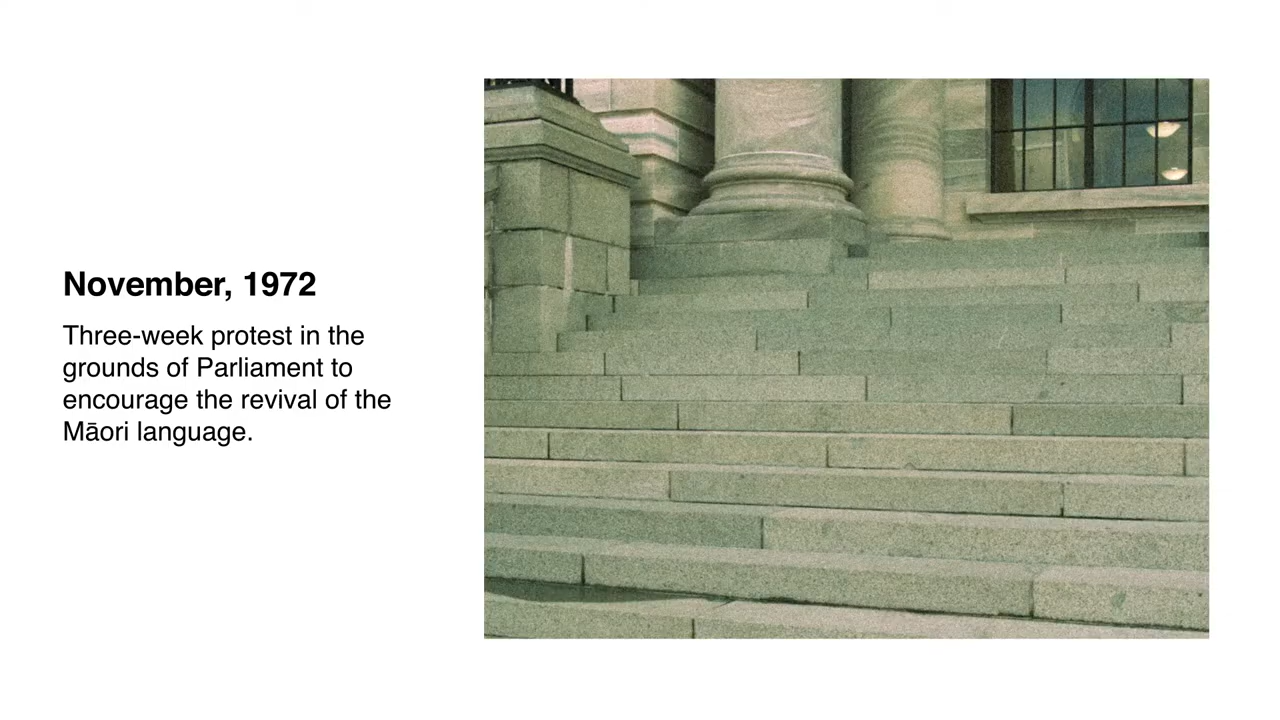 November, 1972
Three-week protest in the
grounds of Parliament to
encourage the revival of the
Māori language.